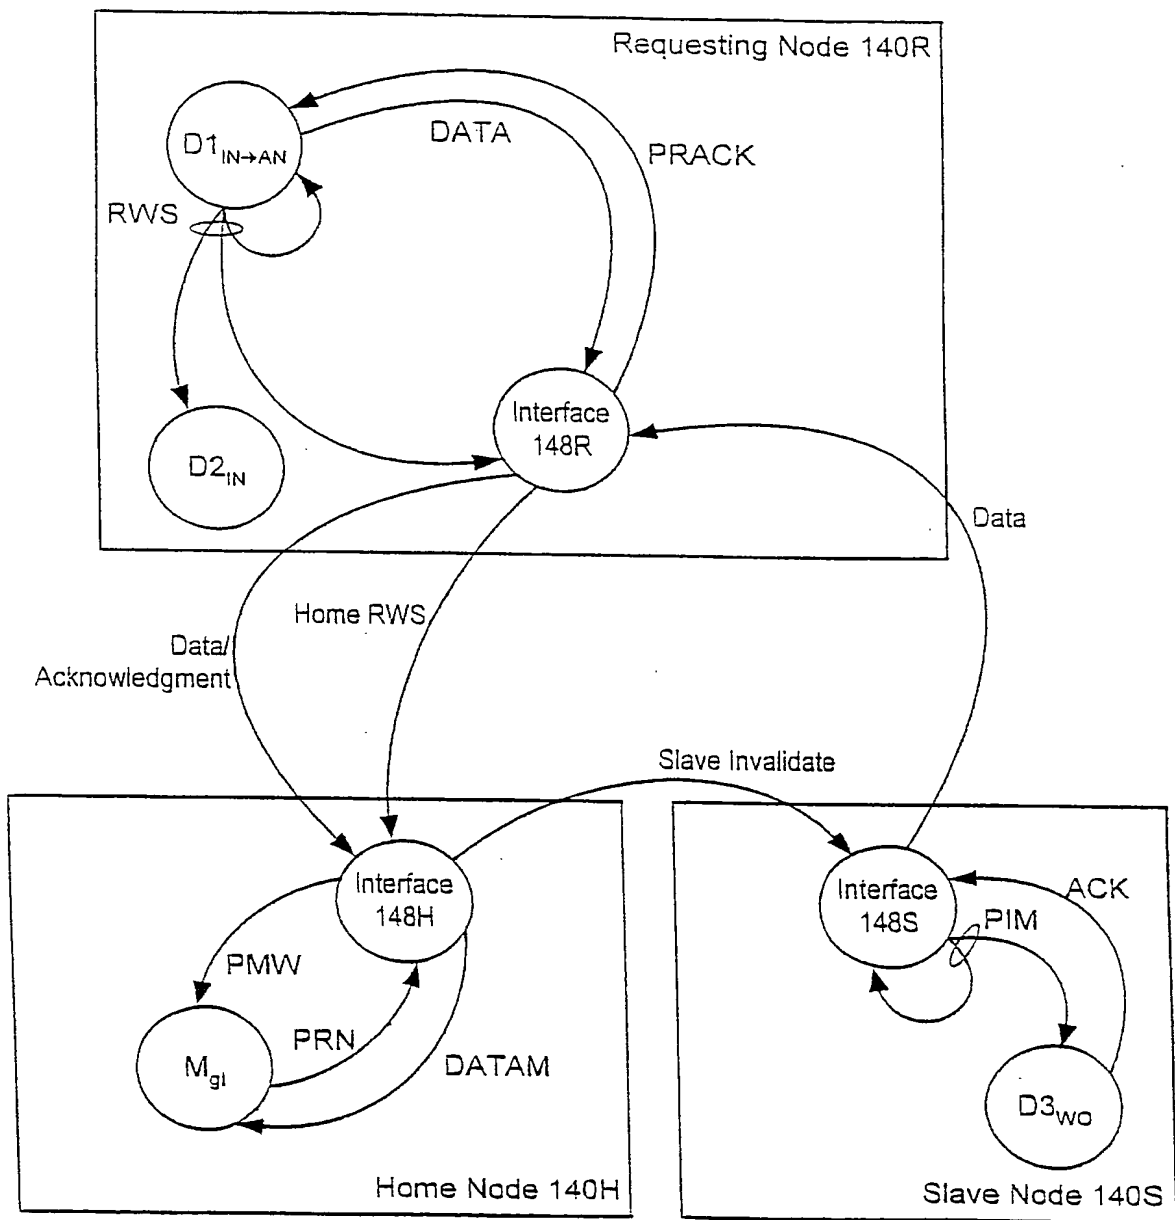 Requesting Node 140R
D1IN→AN
DATA
PRACK
RWS
Interface
148R
D2IN
Data
Home RWS
Data/
Acknowledgment
Slave Invalidate
Interface
148H
Interface
148S
ACK
PIM
PMW
PRN
DATAM
Mgl
D3WO
Home Node 140H
Slave Node 140S